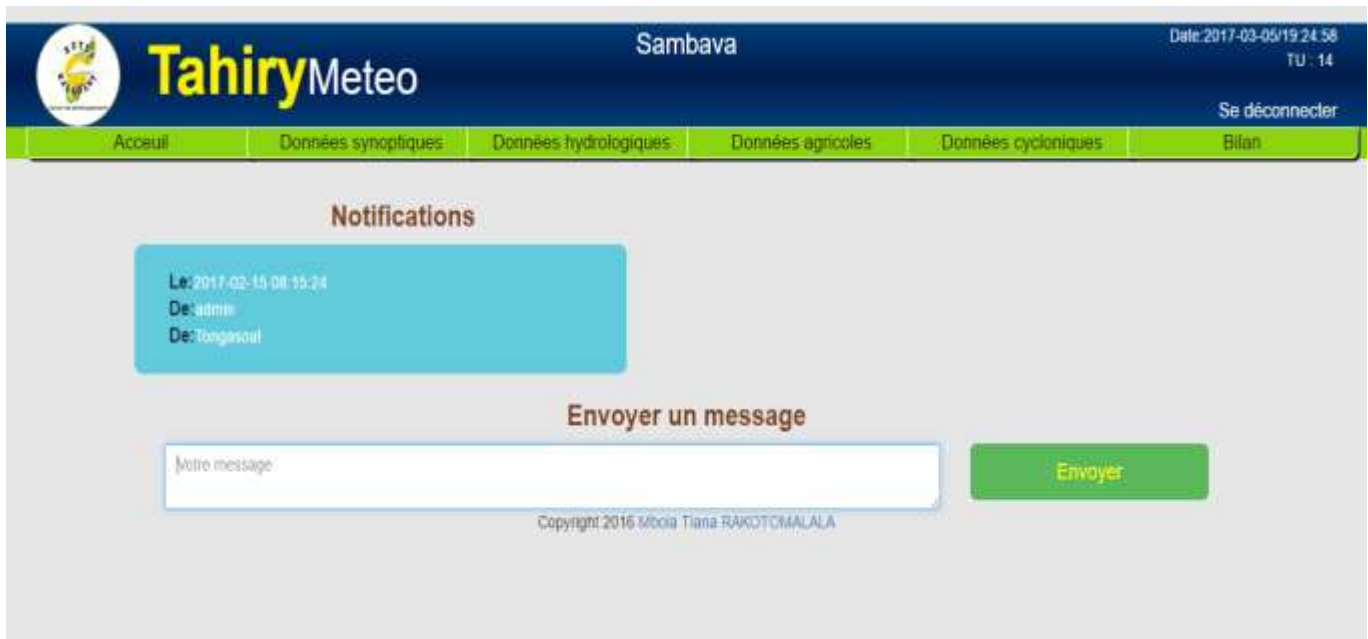 Sambava
Date:2017-03-05/19:24:58
TU : 14
TahiryMeteo
Se déconnecter
Acceuil Données synoptiques Données hydrologiques Données agricoles Données cycloniques Bilan
Notifications
Le:2017-02-15 08:15:24
De:admin
De:Tongasoa!
Envoyer un message
Votre message
Envoyer
Copyright 2016 Mbola Tiana RAKOTOMALALA